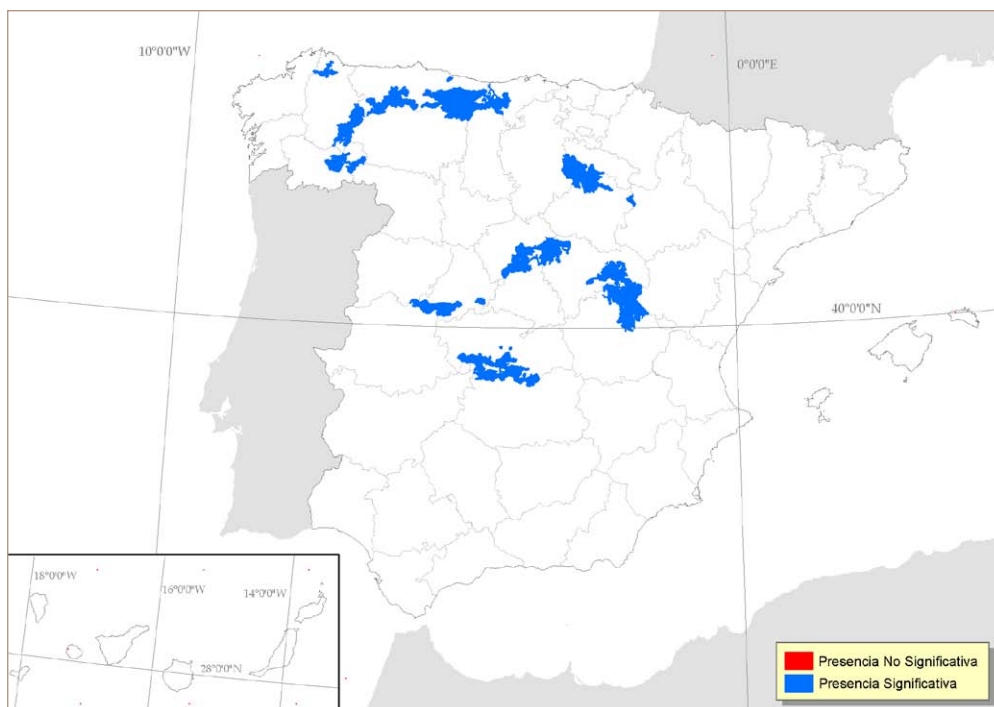 10°0'0"W
0°0'0"E
40°0'0"N
18°0'0"W
16°0'0"W
14°0'0"W
28°0'0"N
Presencia No Significativa
Presencia Significativa